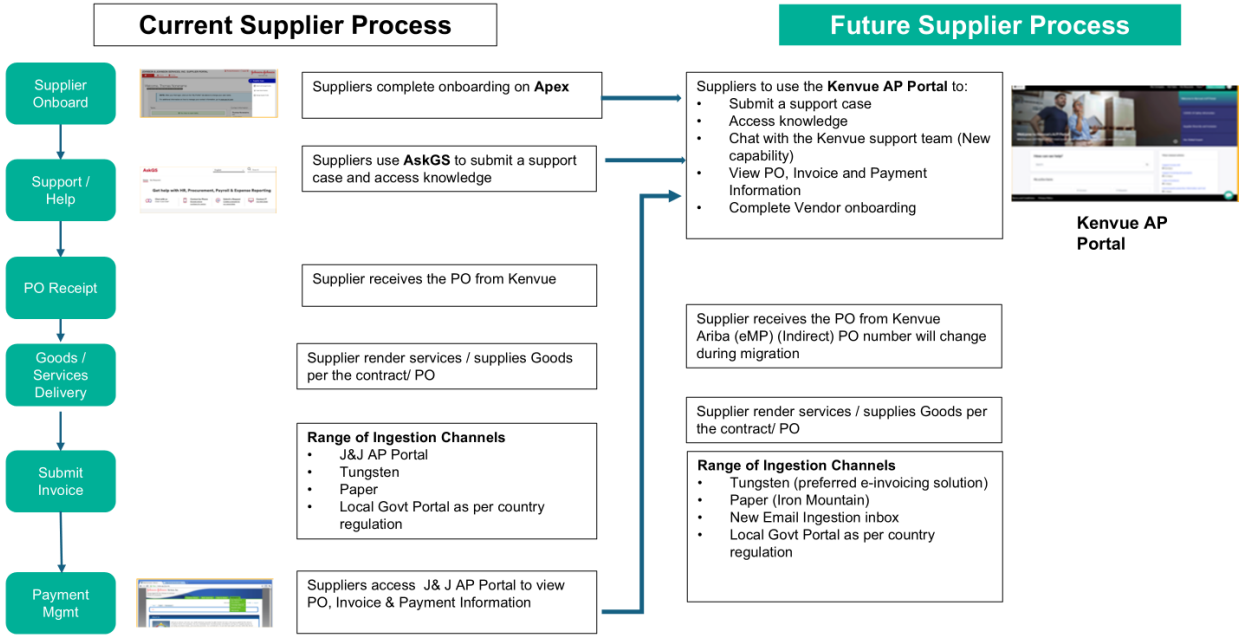 Current Supplier Process
Future Supplier Process
Supplier
Onboard
Suppliers complete onboarding on Apex
Suppliers to use the Kenvue AP Portal to:
• Submit a support case
• Access knowledge
• Chat with the Kenvue support team (New
capability)
• View PO, Invoice and Payment
Information
• Complete Vendor onboarding
Kenvue AP
Portal
Support /
Help
AskGS
Get help with HR, Procurement, Payroll & Expense Reporting
Suppliers use AskGS to submit a support
case and access knowledge
PO Receipt
Supplier receives the PO from Kenvue
Supplier receives the PO from Kenvue
Ariba (eMP) (Indirect) PO number will change
during migration
Goods /
Services
Delivery
Supplier render services / supplies Goods
per the contract/ PO
Supplier render services / supplies Goods per
the contract/ PO
Submit
Invoice
Range of Ingestion Channels
• J&J AP Portal
• Tungsten
• Paper
• Local Govt Portal as per country
regulation
Range of Ingestion Channels
• Tungsten (preferred e-invoicing solution)
• Paper (Iron Mountain)
• New Email Ingestion inbox
• Local Govt Portal as per country
regulation
Payment
Mgmt
Suppliers access J& J AP Portal to view
PO, Invoice & Payment Information